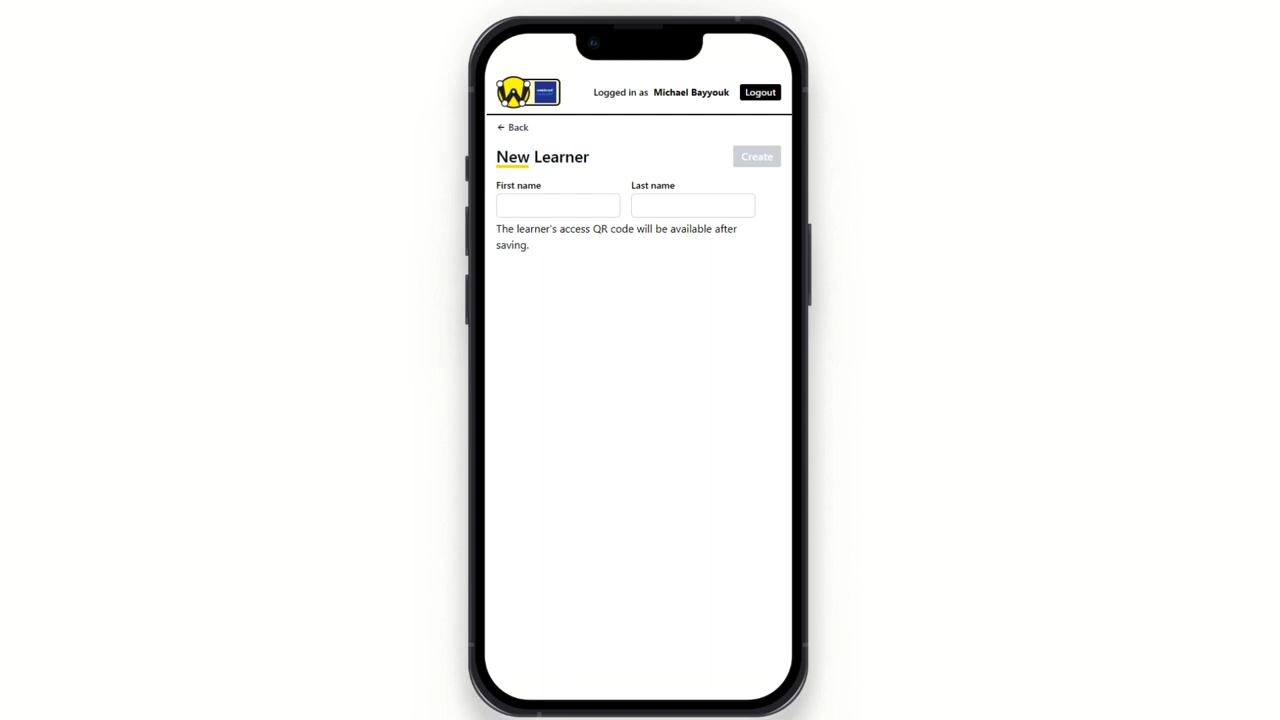 Logged in as Michael Bayyouk Logout
← Back
New Learner Create
First name Last name
The learner's access QR code will be available after
saving.